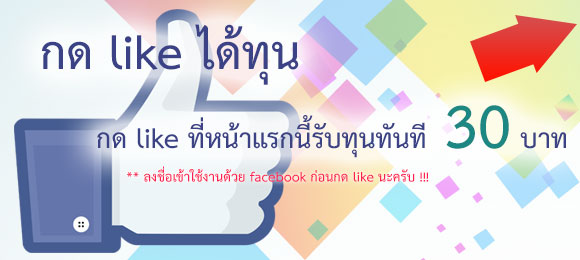 กด like ได้ทุน
กด like ที่หน้าแรกนี้รับทุนทันที 30 บาท
** ลงชื่อเข้าใช้งานด้วย facebook ก่อนกด like นะครับ !!!